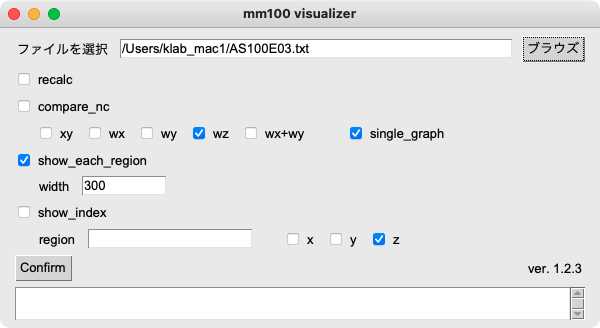 mm100 visualizer
ファイルを選択 /Users/klab_mac1/AS100E03.txt ブラウズ
recalc
compare_nc
xy wx wy wz wx+wy single_graph
show_each_region
width 300
show_index
region x y z
Confirm ver. 1.2.3